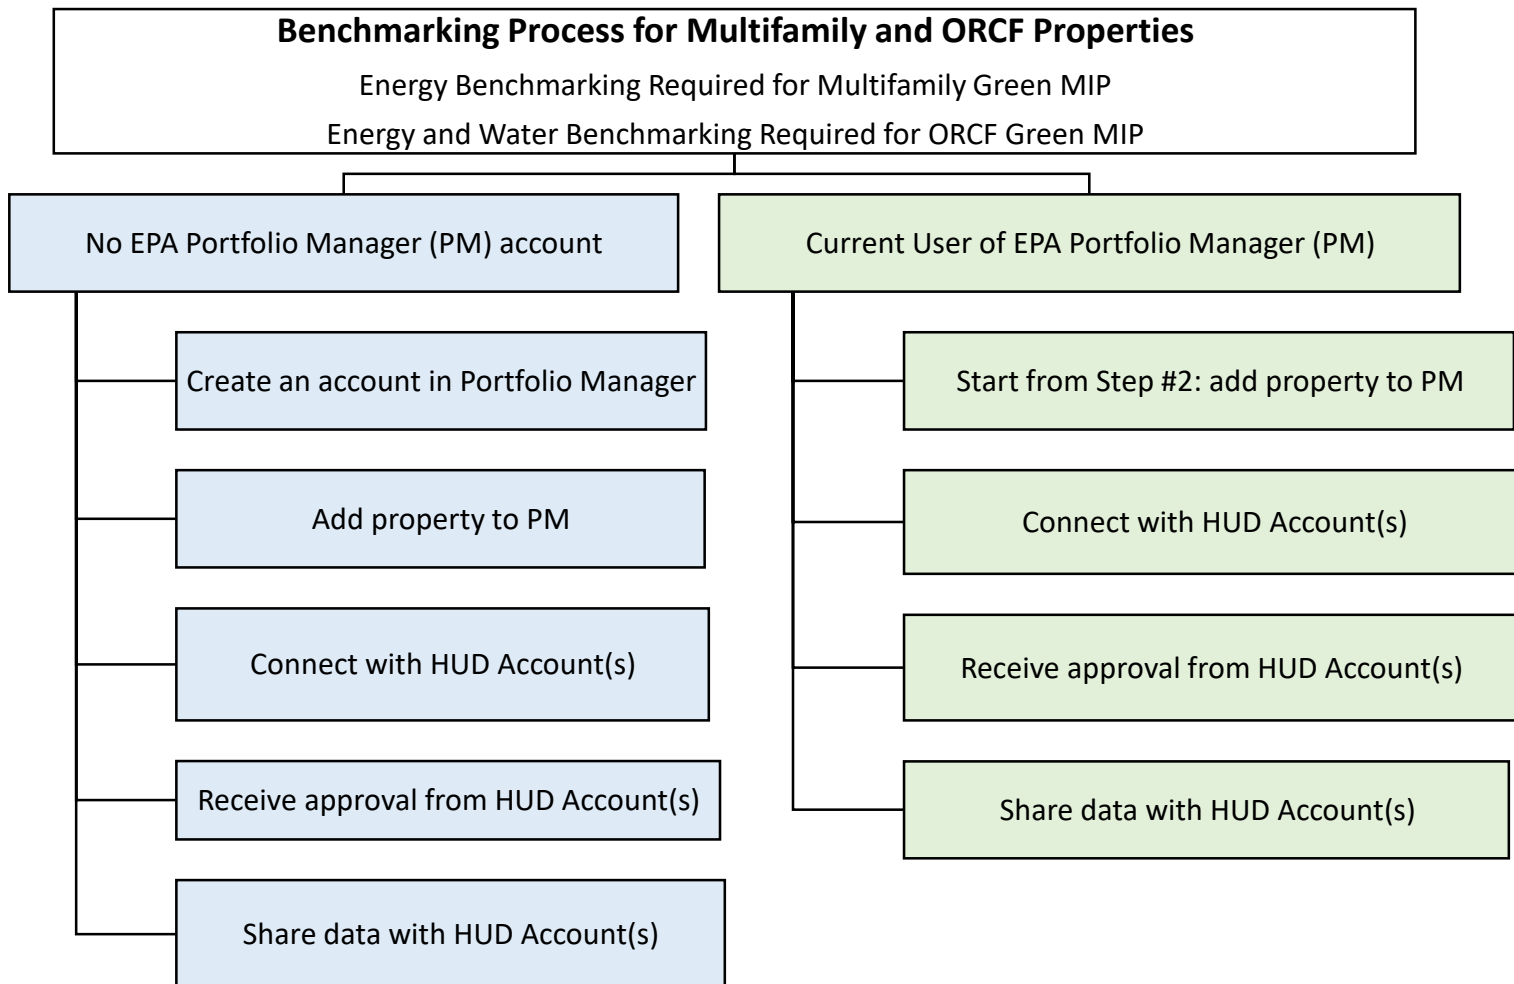 Benchmarking Process for Multifamily and ORCF Properties
Energy Benchmarking Required for Multifamily Green MIP
Energy and Water Benchmarking Required for ORCF Green MIP
No EPA Portfolio Manager (PM) account
Create an account in Portfolio Manager
Add property to PM
Connect with HUD Account(s)
Receive approval from HUD Account(s)
Share data with HUD Account(s)
Current User of EPA Portfolio Manager (PM)
Start from Step #2: add property to PM
Connect with HUD Account(s)
Receive approval from HUD Account(s)
Share data with HUD Account(s)